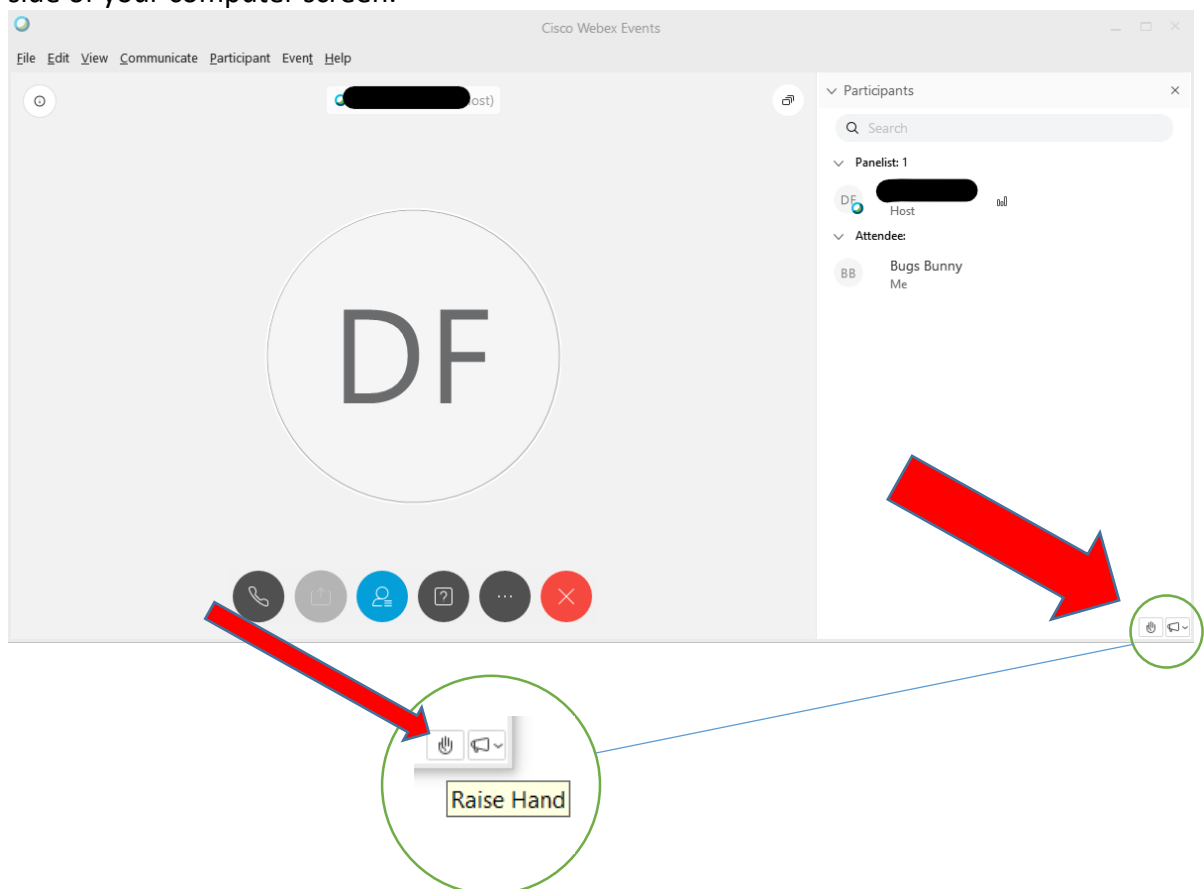 side of your computer screen.
Cisco Webex Events
File Edit View Communicate Participant Event Help
ost)
Participants
Search
Panelist: 1
DF
Host
Attendee:
BB
Bugs Bunny
Me
DF
Raise Hand